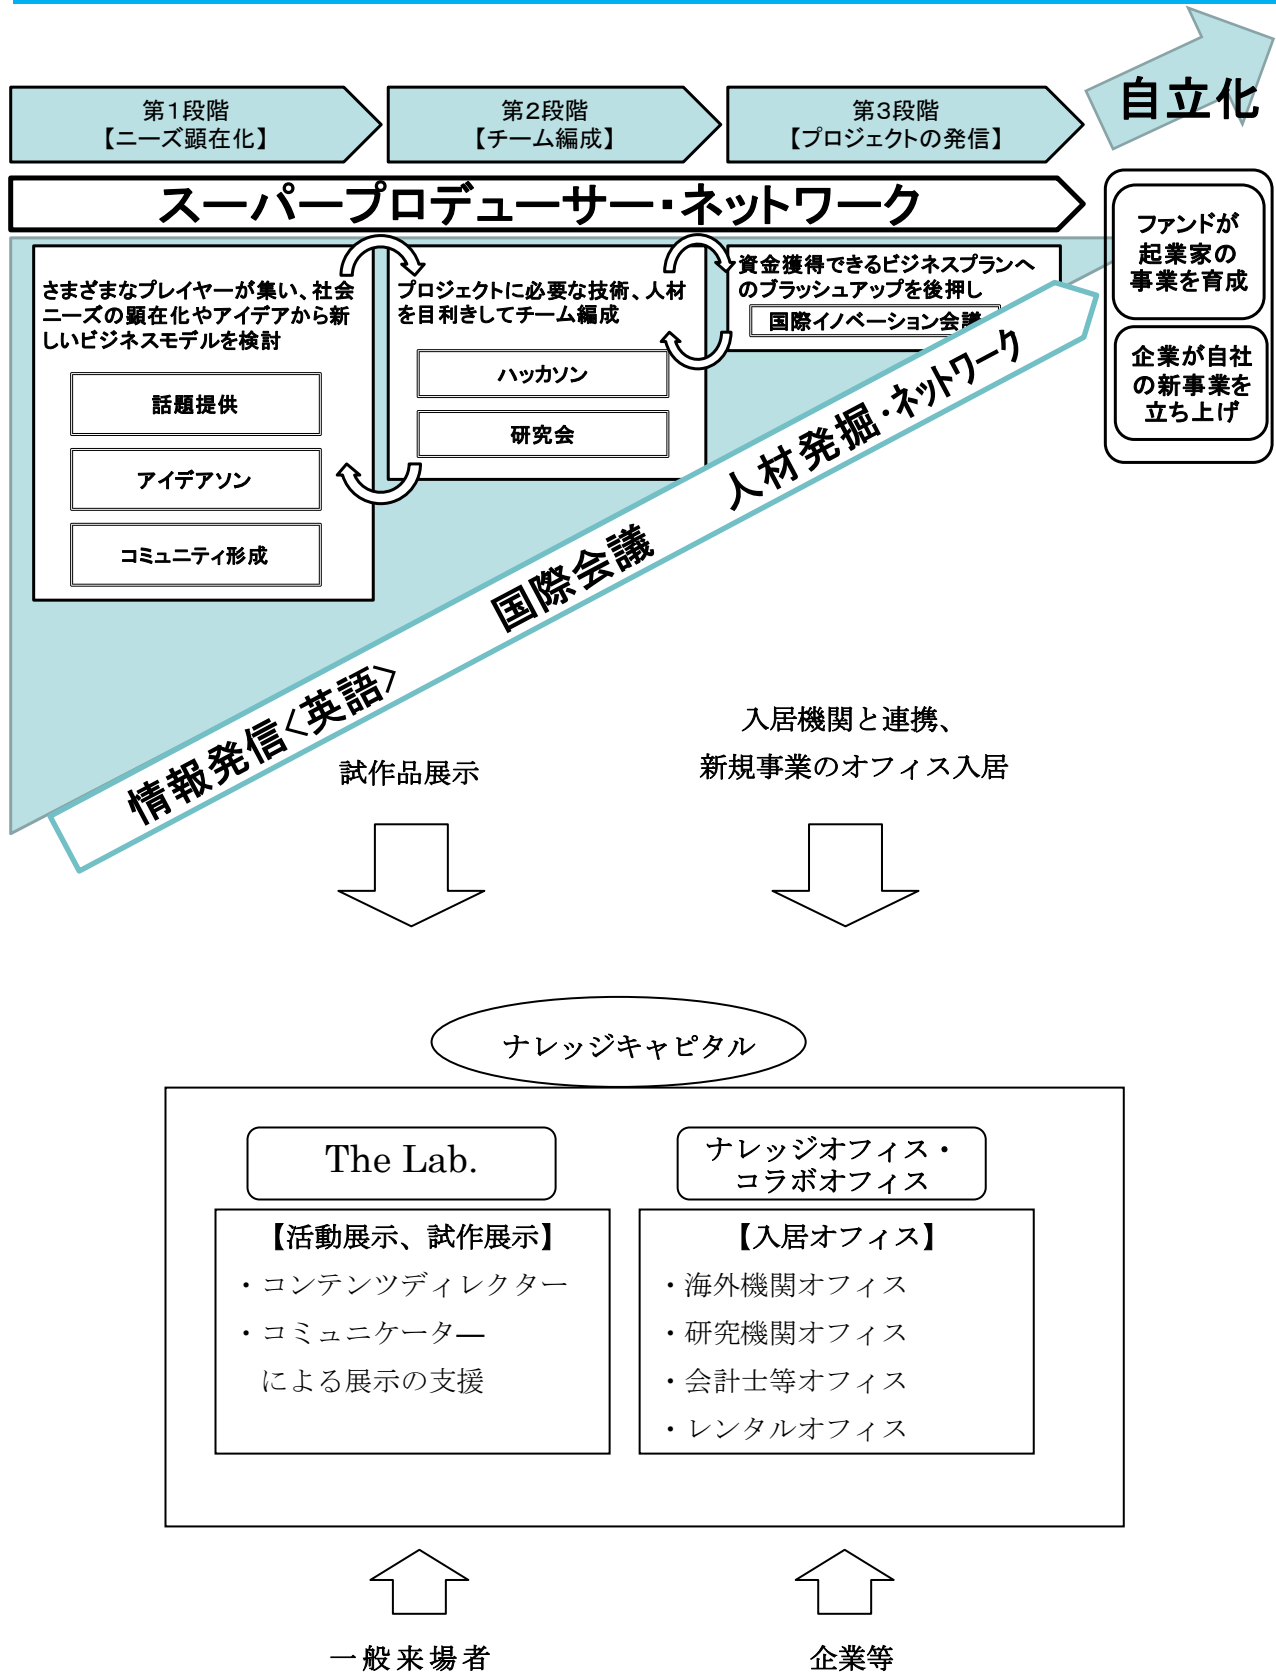 自立化
第1段階
【ニーズ顕在化】
第2段階
【チーム編成】
第3段階
【プロジェクトの発信】
スーパープロデューサー・ネットワーク
さまざまなプレイヤーが集い、社会
ニーズの顕在化やアイデアから新
しいビジネスモデルを検討
話題提供
アイデアソン
コミュニティ形成
プロジェクトに必要な技術、人材
を目利きしてチーム編成
ハッカソン
研究会
資金獲得できるビジネスプランへ
のブラッシュアップを後押し
国際イノベーション会議
ファンドが
起業家の
事業を育成
企業が自社
の新事業を
立ち上げ
情報発信<英語> 国際会議 人材発掘・ネットワーク
試作品展示
入居機関と連携、
新規事業のオフィス入居
ナレッジキャピタル
The Lab.
【活動展示、試作展示】
・コンテンツディレクター
・コミュニケーター
による展示の支援
ナレッジオフィス・
コラボオフィス
【入居オフィス】
・海外機関オフィス
・研究機関オフィス
・会計士等オフィス
・レンタルオフィス
一般来場者
企業等